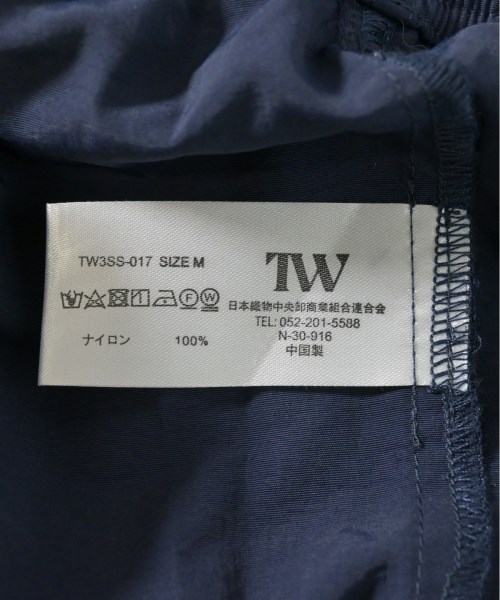 TW3SS-017 SIZE M
ナイロン 100%
TW
日本織物中央卸商業組合連合会
TEL: 052-201-5588
N-30-916
中国製